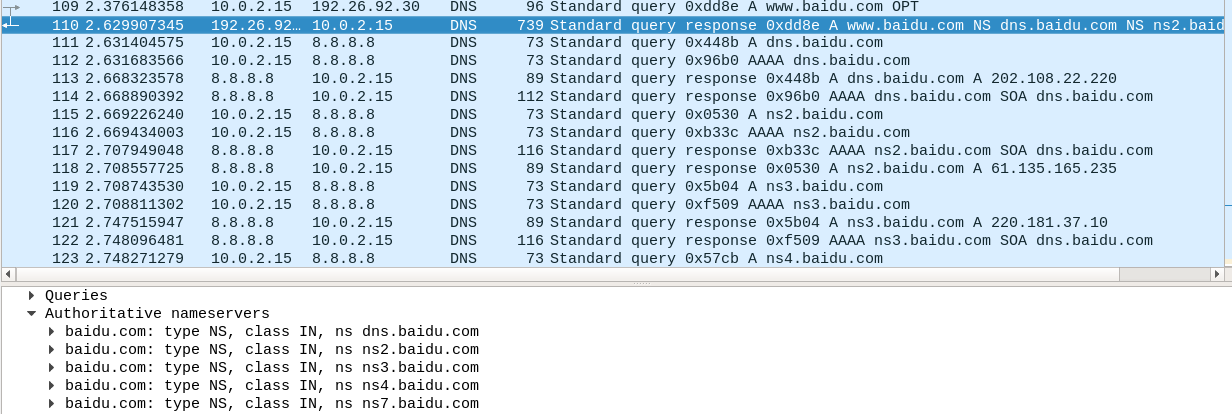 109 2.376148358 10.0.2.15 192.26.92.30 DNS 96 Standard query 0xdd8e A www.baidu.com OPT
110 2.629907345 192.26.92… 10.0.2.15 DNS 739 Standard query response 0xdd8e A www.baidu.com NS dns.baidu.com NS ns2.baid
111 2.631404575 10.0.2.15 8.8.8.8 DNS 73 Standard query 0x448b A dns.baidu.com
112 2.631683566 10.0.2.15 8.8.8.8 DNS 73 Standard query 0x96b0 AAAA dns.baidu.com
113 2.668323578 8.8.8.8 10.0.2.15 DNS 89 Standard query response 0x448b A dns.baidu.com A 202.108.22.220
114 2.668890392 8.8.8.8 10.0.2.15 DNS 112 Standard query response 0x96b0 AAAA dns.baidu.com SOA dns.baidu.com
115 2.669226240 10.0.2.15 8.8.8.8 DNS 73 Standard query 0x0530 A ns2.baidu.com
116 2.669434003 10.0.2.15 8.8.8.8 DNS 73 Standard query 0xb33c AAAA ns2.baidu.com
117 2.707949048 8.8.8.8 10.0.2.15 DNS 116 Standard query response 0xb33c AAAA ns2.baidu.com SOA dns.baidu.com
118 2.708557725 8.8.8.8 10.0.2.15 DNS 89 Standard query response 0x0530 A ns2.baidu.com A 61.135.165.235
119 2.708743530 10.0.2.15 8.8.8.8 DNS 73 Standard query 0x5b04 A ns3.baidu.com
120 2.708811302 10.0.2.15 8.8.8.8 DNS 73 Standard query 0xf509 AAAA ns3.baidu.com
121 2.747515947 8.8.8.8 10.0.2.15 DNS 89 Standard query response 0x5b04 A ns3.baidu.com A 220.181.37.10
122 2.748096481 8.8.8.8 10.0.2.15 DNS 116 Standard query response 0xf509 AAAA ns3.baidu.com SOA dns.baidu.com
123 2.748271279 10.0.2.15 8.8.8.8 DNS 73 Standard query 0x57cb A ns4.baidu.com
Queries
Authoritative nameservers
baidu.com: type NS, class IN, ns dns.baidu.com
baidu.com: type NS, class IN, ns ns2.baidu.com
baidu.com: type NS, class IN, ns ns3.baidu.com
baidu.com: type NS, class IN, ns ns4.baidu.com
baidu.com: type NS, class IN, ns ns7.baidu.com